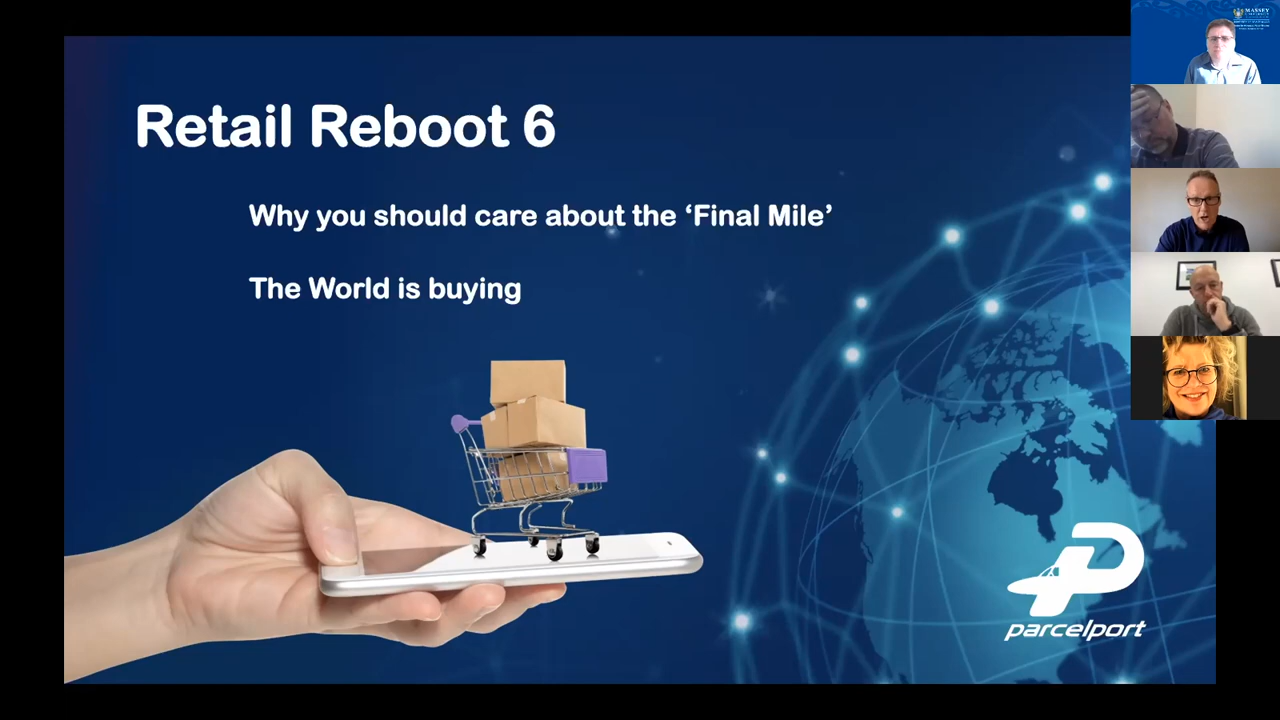 Retail Reboot 6
Why you should care about the ‘Final Mile’
The World is buying
parcelport
MASSEY